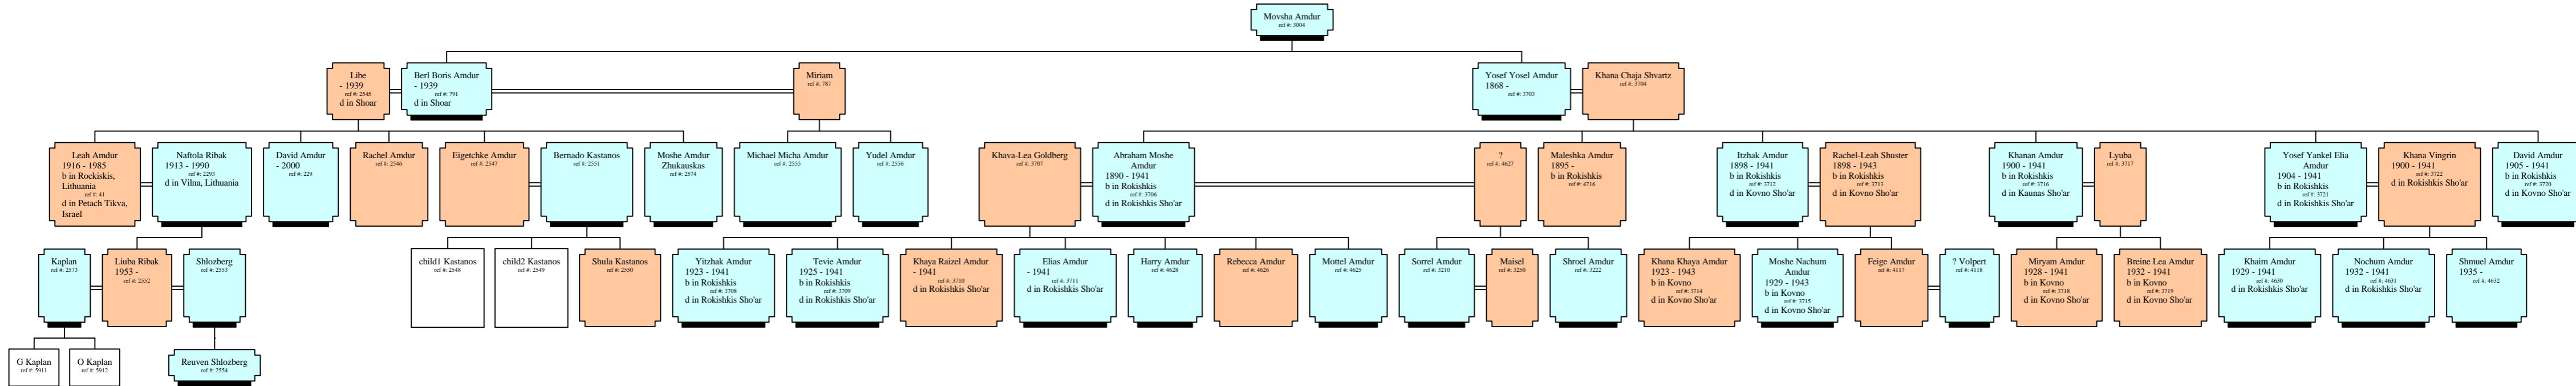 Movsha Amdur
ref #: 3004
Libe
- 1939
ref #: 2545
d in Shoar
Berl Boris Amdur
- 1939
ref #: 791
d in Shoar
Miriam
ref #: 787
Yosef Yosel Amdur
1868 -
ref #: 3703
Khana Chaja Shvartz
ref #: 3704
Leah Amdur
1916 - 1985
b in Rockiskis,
Lithuania
ref #: 41
d in Petach Tikva,
Israel
Naftola Ribak
1913 - 1990
ref #: 2293
d in Vilna, Lithuania
David Amdur
- 2000
ref #: 229
Rachel Amdur
ref #: 2546
Eigetchke Amdur
ref #: 2547
Bernado Kastanos
ref #: 2551
Moshe Amdur
Zhukauskas
ref #: 2574
Michael Micha Amdur
ref #: 2555
Yudel Amdur
ref #: 2556
Khava-Lea Goldberg
ref #: 3707
Abraham Moshe
Amdur
1890 - 1941
b in Rokishkis
ref #: 3706
d in Rokishkis Sho'ar
?
ref #: 4627
Maleshka Amdur
1895 -
b in Rokishkis
ref #: 4716
Itzhak Amdur
1898 - 1941
b in Rokishkis
ref #: 3712
d in Kovno Sho'ar
Rachel-Leah Shuster
1898 - 1943
b in Rokishkis
ref #: 3713
d in Kovno Sho'ar
Khanan Amdur
1900 - 1941
b in Rokishkis
ref #: 3716
d in Kaunas Sho'ar
Lyuba
ref #: 3717
Yosef Yankel Elia
Amdur
1904 - 1941
b in Rokishkis
ref #: 3721
d in Rokishkis Sho'ar
Khana Vingrin
1900 - 1941
ref #: 3722
d in Rokishkis Sho'ar
David Amdur
1905 - 1941
b in Rokishkis
ref #: 3720
d in Kovno Sho'ar
Kaplan
ref #: 2573
Liuba Ribak
1953 -
ref #: 2552
Shlozberg
ref #: 2553
child1 Kastanos
ref #: 2548
child2 Kastanos
ref #: 2549
Shula Kastanos
ref #: 2550
Yitzhak Amdur
1923 - 1941
b in Rokishkis
ref #: 3708
d in Rokishkis Sho'ar
Tevie Amdur
1925 - 1941
b in Rokishkis
ref #: 3709
d in Rokishkis Sho'ar
Khaya Raizel Amdur
- 1941
ref #: 3710
d in Rokishkis Sho'ar
Elias Amdur
- 1941
ref #: 3711
d in Rokishkis Sho'ar
Harry Amdur
ref #: 4628
Rebecca Amdur
ref #: 4626
Mottel Amdur
ref #: 4625
Sorrel Amdur
ref #: 3210
Maisel
ref #: 3250
Shroel Amdur
ref #: 3222
Khana Khaya Amdur
1923 - 1943
b in Kovno
ref #: 3714
d in Kovno Sho'ar
Moshe Nachum
Amdur
1929 - 1943
b in Kovno
ref #: 3715
d in Kovno Sho'ar
Feige Amdur
ref #: 4117
? Volpert
ref #: 4118
Miryam Amdur
1928 - 1941
b in Kovno
ref #: 3718
d in Kovno Sho'ar
Breine Lea Amdur
1932 - 1941
b in Kovno
ref #: 3719
d in Kovno Sho'ar
Khaim Amdur
1929 - 1941
ref #: 4630
d in Rokishkis Sho'ar
Nochum Amdur
1932 - 1941
ref #: 4631
d in Rokishkis Sho'ar
Shmuel Amdur
1935 -
ref #: 4632
G Kaplan
ref #: 5911
O Kaplan
ref #: 5912
Reuven Shlozberg
ref #: 2554